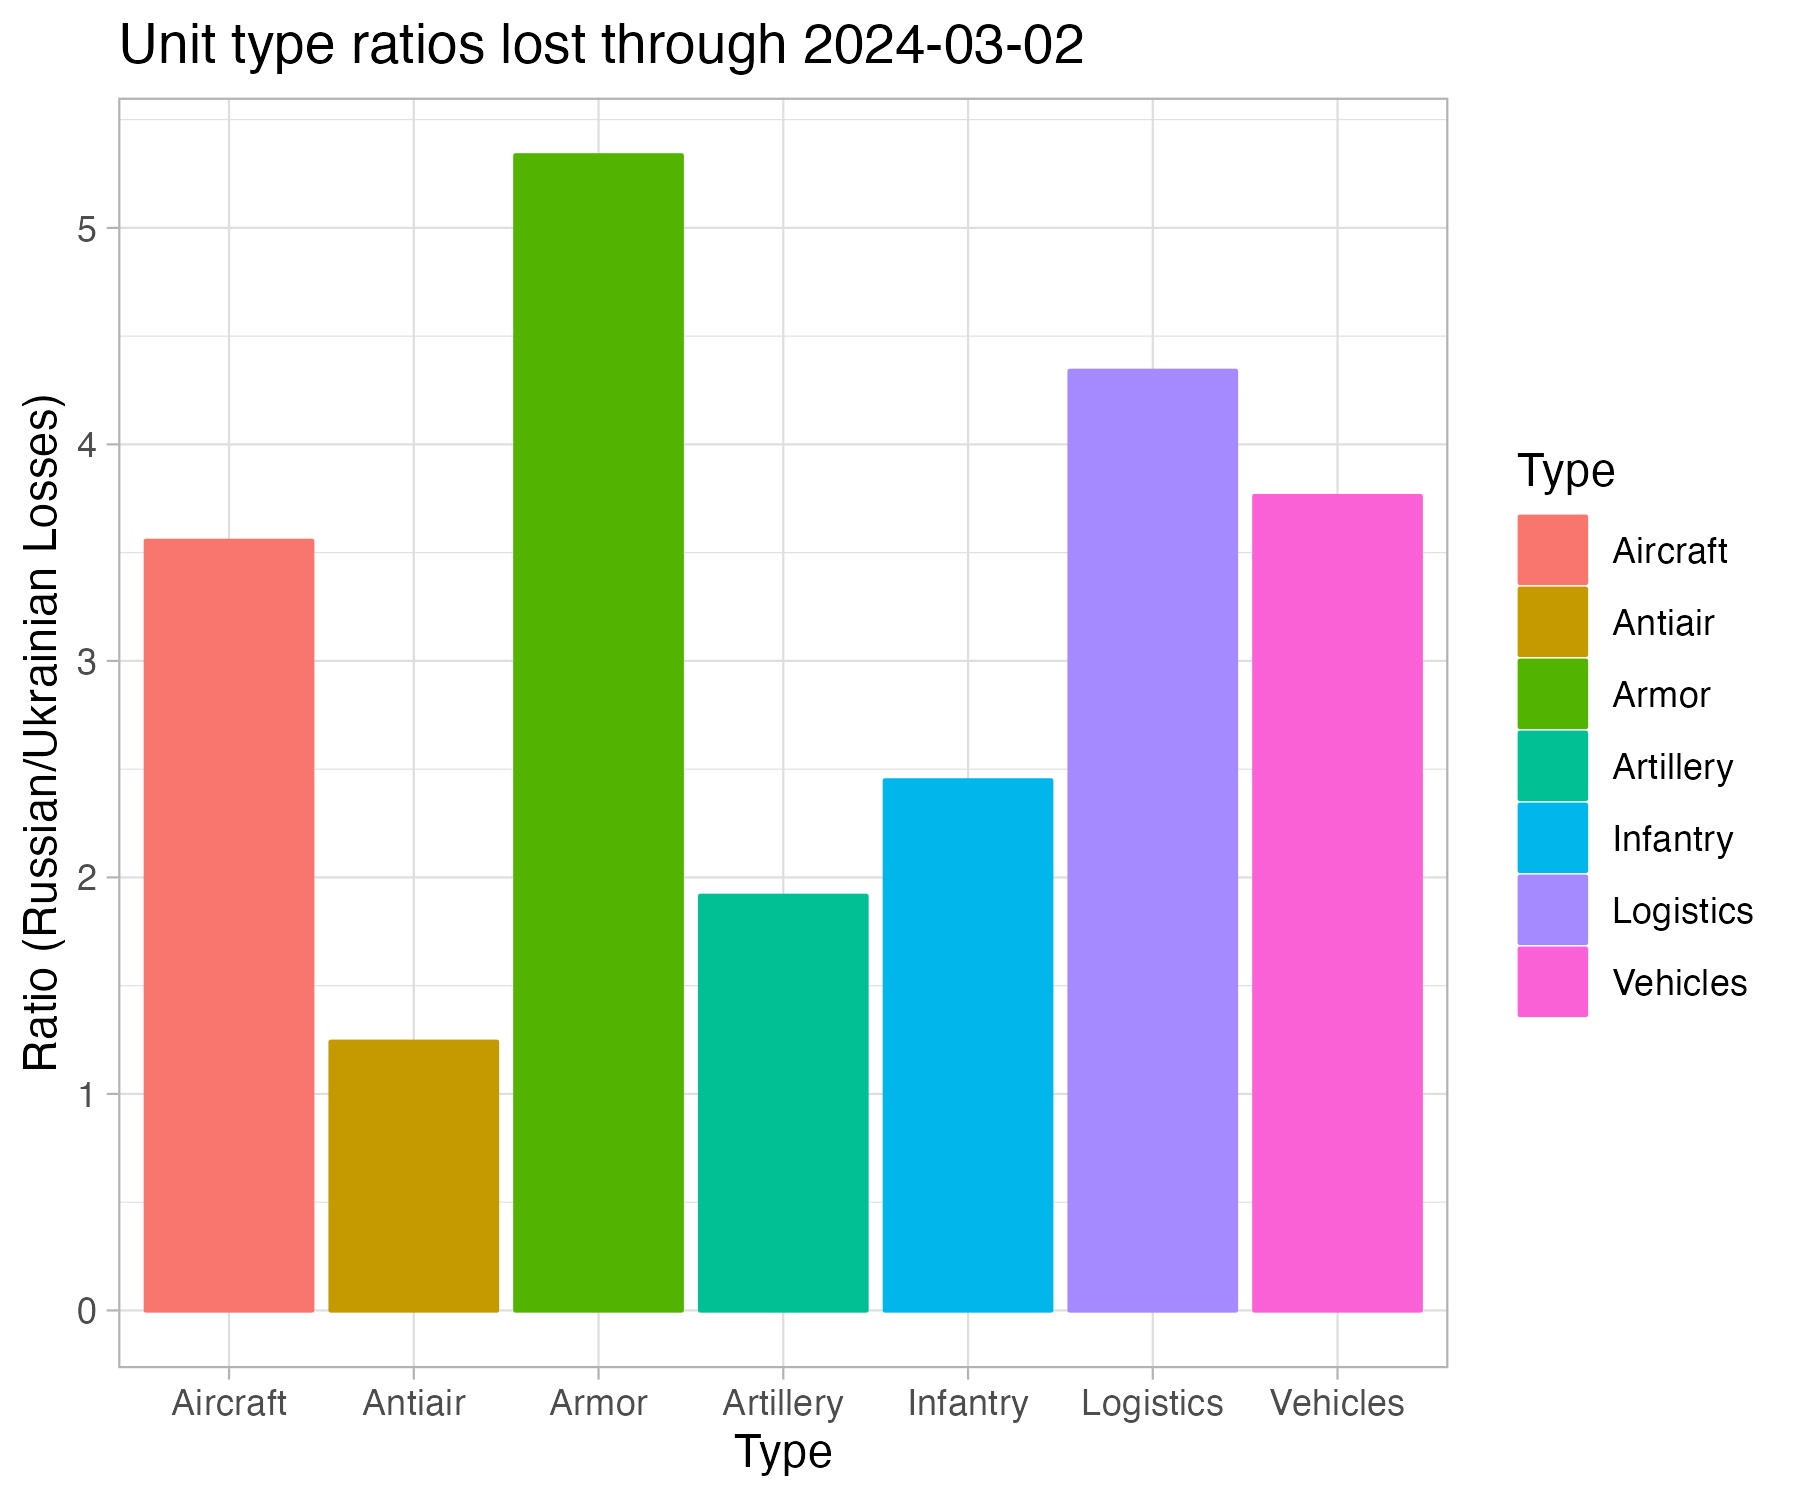 Unit type ratios lost through 2024-03-02
Ratio (Russian/Ukrainian Losses)
5
4
3
2
1
0
Aircraft
Antiair
Armor
Artillery
Infantry
Logistics
Vehicles
Type
Type
Aircraft
Antiair
Armor
Artillery
Infantry
Logistics
Vehicles